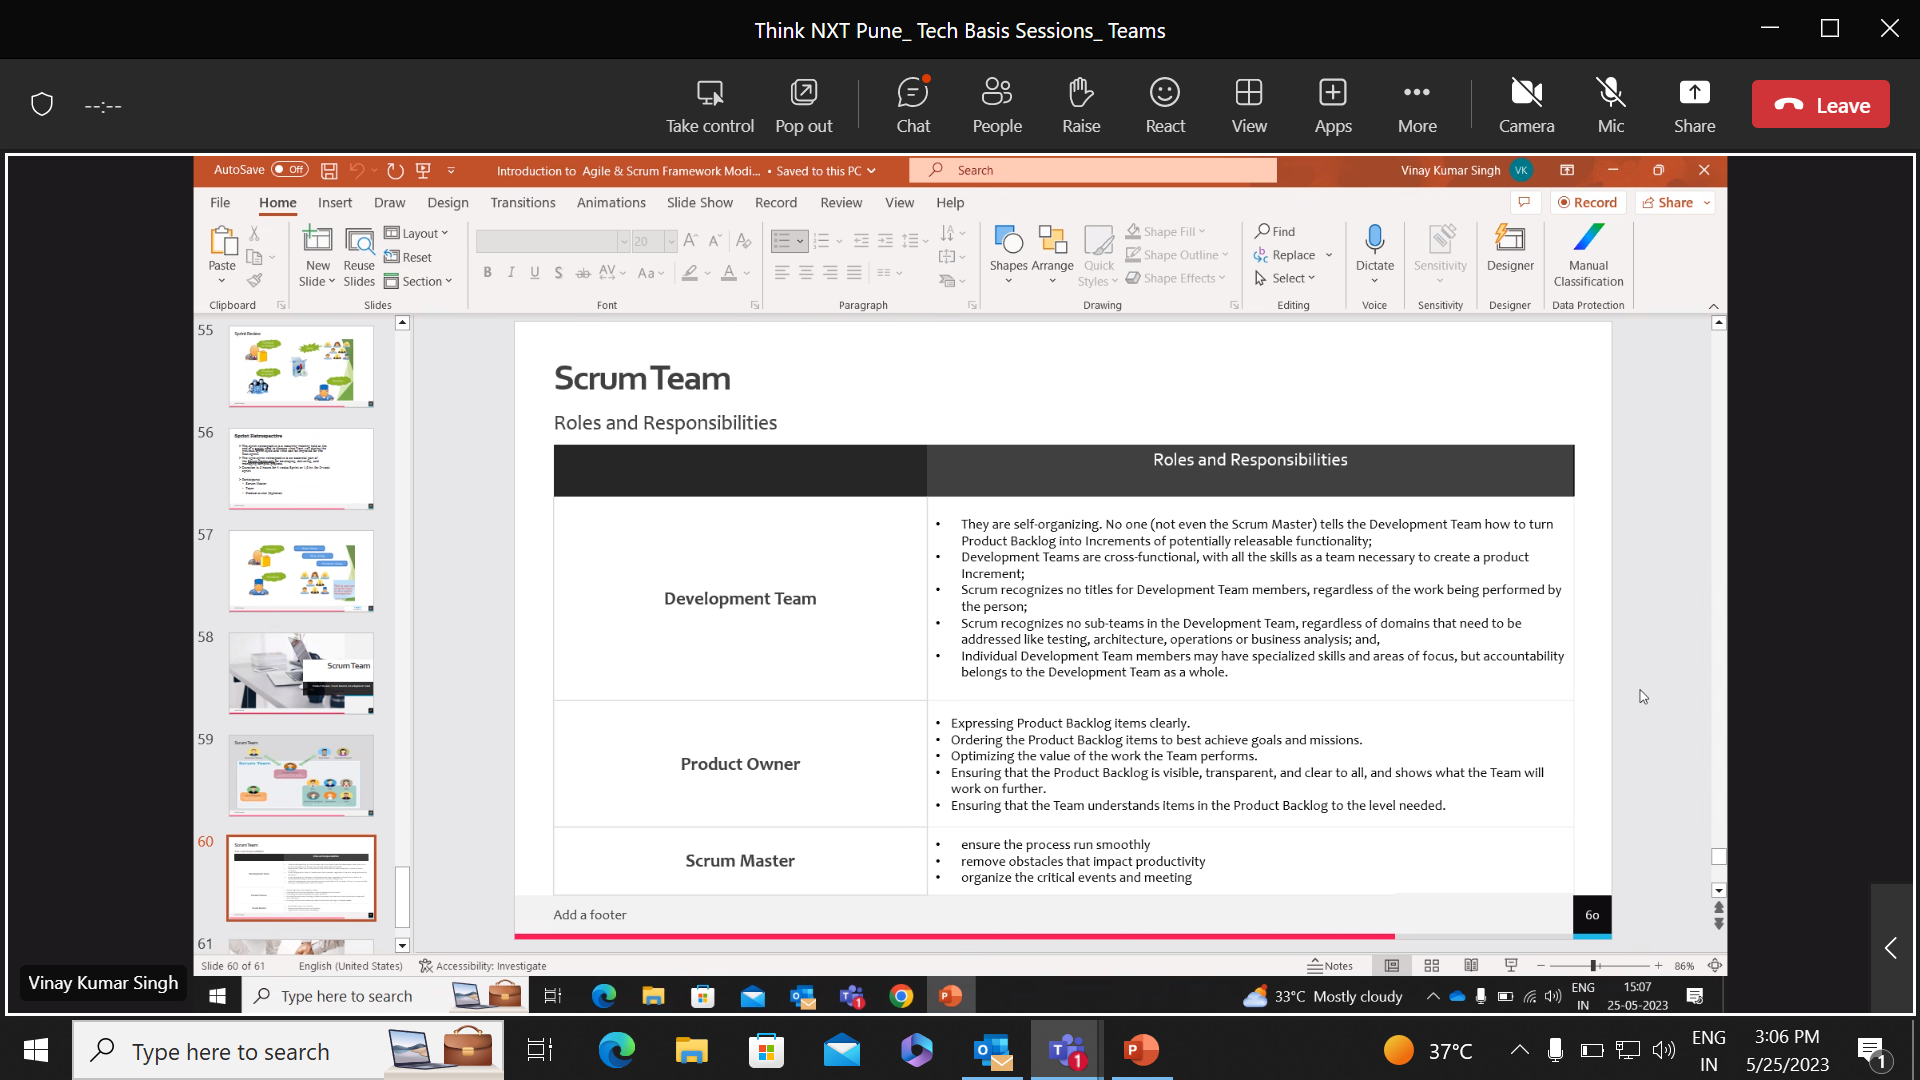 Think NXT Pune_ Tech Basis Sessions_ Teams
--:--
Take control
Pop out
Chat
People
Raise
React
View
Apps
More
Camera
Mic
Share
Leave
AutoSave Off
Introduction to Agile & Scrum Framework Modi... • Saved to this PC
Search
Vinay Kumar Singh VK
File Home Insert Draw Design Transitions Animations Slide Show Record Review View Help
Record Share
Paste
New Slide
Reuse Slides
Layout
Reset
Section
20
Shapes Arrange
Quick Styles
Shape Fill
Shape Outline
Shape Effects
Find
Replace
Select
Dictate
Sensitivity
Designer
Manual Classification
Clipboard Slides Font Paragraph Drawing Editing Voice Sensitivity Designer Data Protection
55
Sprint Review
56
Sprint Retrospective
57
58
Scrum Team
59
Scrum Team
60
61
Scrum Team
Roles and Responsibilities
Roles and Responsibilities
Development Team
• They are self-organizing. No one (not even the Scrum Master) tells the Development Team how to turn
Product Backlog into Increments of potentially releasable functionality;
• Development Teams are cross-functional, with all the skills as a team necessary to create a product
Increment;
• Scrum recognizes no titles for Development Team members, regardless of the work being performed by
the person;
• Scrum recognizes no sub-teams in the Development Team, regardless of domains that need to be
addressed like testing, architecture, operations or business analysis; and,
• Individual Development Team members may have specialized skills and areas of focus, but accountability
belongs to the Development Team as a whole.
Product Owner
• Expressing Product Backlog items clearly.
• Ordering the Product Backlog items to best achieve goals and missions.
• Optimizing the value of the work the Team performs.
• Ensuring that the Product Backlog is visible, transparent, and clear to all, and shows what the Team will
work on further.
• Ensuring that the Team understands items in the Product Backlog to the level needed.
Scrum Master
• ensure the process run smoothly
• remove obstacles that impact productivity
• organize the critical events and meeting
Add a footer
60
Slide 60 of 61 English (United States) Accessibility: Investigate
Notes
86%
Vinay Kumar Singh
Type here to search
33°C Mostly cloudy
ENG
IN
15:07
25-05-2023
Type here to search
37°C
ENG
IN
3:06 PM
5/25/2023
1